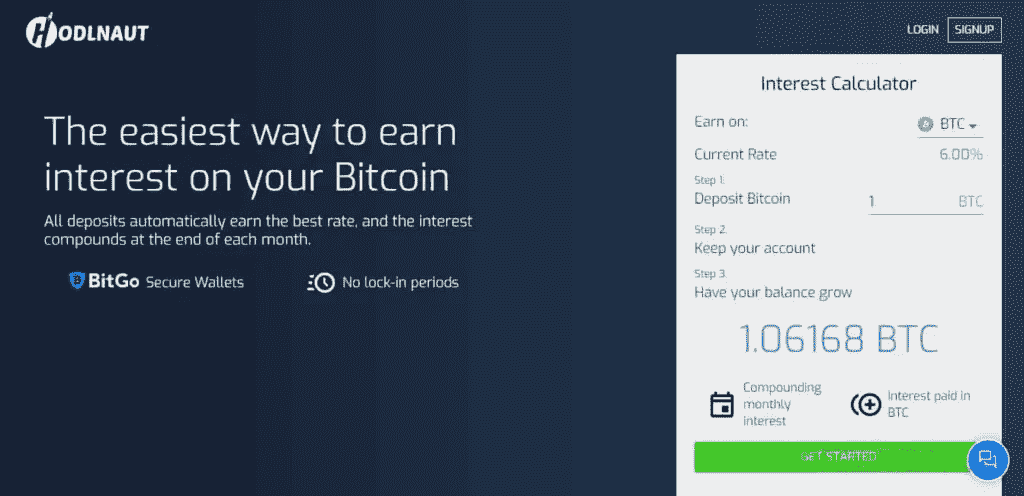 HODLNAUT
LOGIN
SIGNUP
The easiest way to earn
interest on your Bitcoin
All deposits automatically earn the best rate, and the interest
compounds at the end of each month.
BitGo Secure Wallets
No lock-in periods
Interest Calculator
Earn on:
BTC
Current Rate
6.00%
Step 1.
Deposit Bitcoin
1
BTC
Step 2.
Keep your account
Step 3.
Have your balance grow
1.06168 BTC
Compounding
monthly
interest
Interest paid in
BTC
GET STARTED